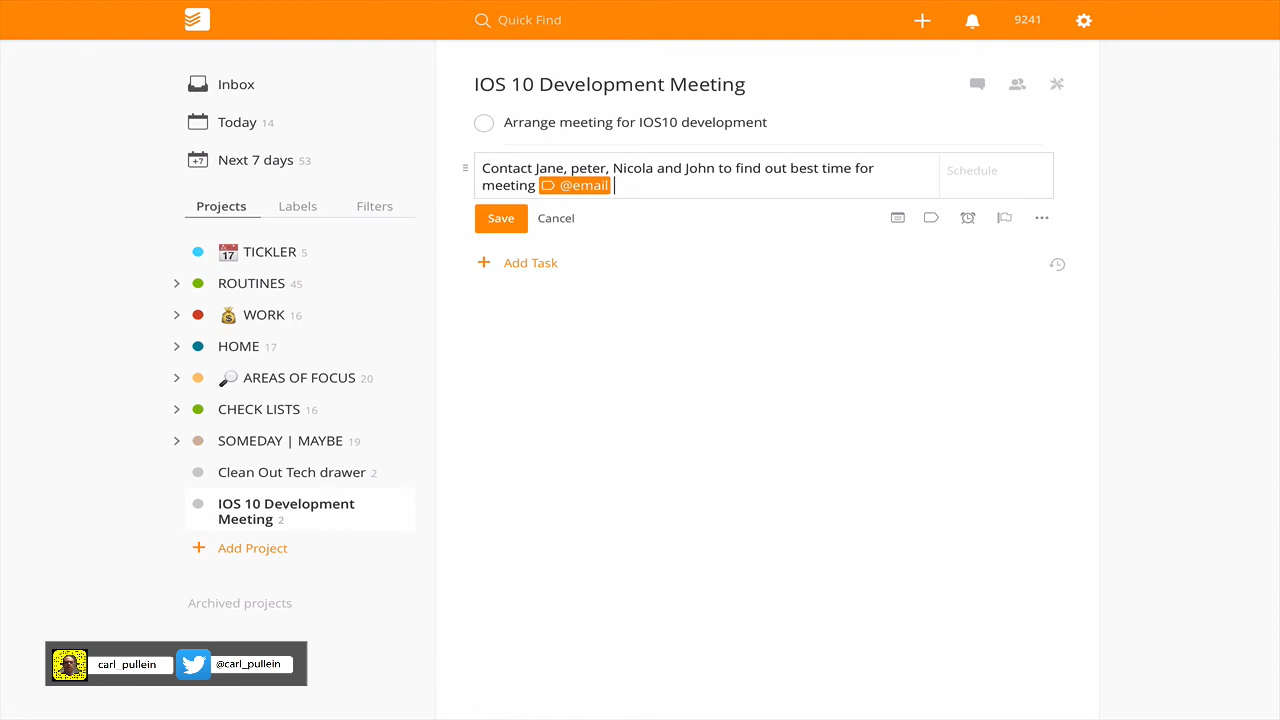 Quick Find
9241
Inbox
Today 14
+7 Next 7 days 53
Projects Labels Filters
17 TICKLER 5
ROUTINES 45
$ WORK 16
HOME 17
AREAS OF FOCUS 20
CHECK LISTS 16
SOMEDAY | MAYBE 19
Clean Out Tech drawer 2
IOS 10 Development
Meeting 2
+ Add Project
Archived projects
IOS 10 Development Meeting
Arrange meeting for IOS10 development
Contact Jane, peter, Nicola and John to find out best time for
meeting @email
Schedule
Save Cancel
+ Add Task
carl_pullein @carl_pullein